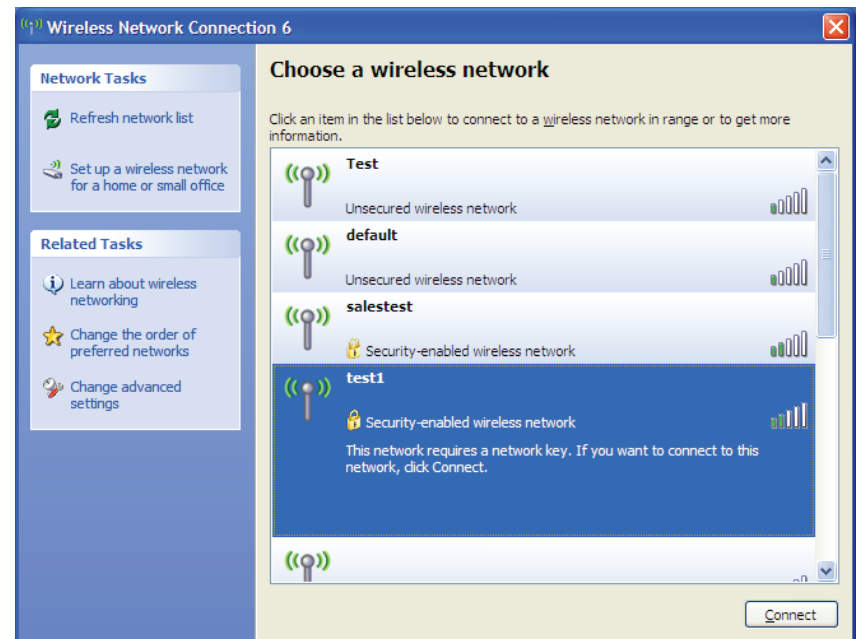 Wireless Network Connection 6
Network Tasks
Refresh network list
Set up a wireless network
for a home or small office
Related Tasks
Learn about wireless
networking
Change the order of
preferred networks
Change advanced
settings
Choose a wireless network
Click an item in the list below to connect to a wireless network in range or to get more
information.
Test
Unsecured wireless network
default
Unsecured wireless network
salestest
Security-enabled wireless network
test1
Security-enabled wireless network
This network requires a network key. If you want to connect to this
network, click Connect.
Connect